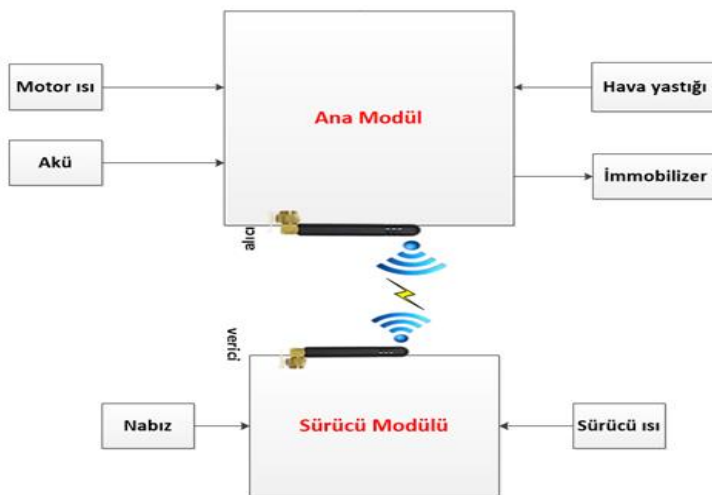 Motor ısı
Ana Modül
Hava yastığı
Akü
İmmobilizer
alıcı
verici
Nabız
Sürücü Modülü
Sürücü ısı